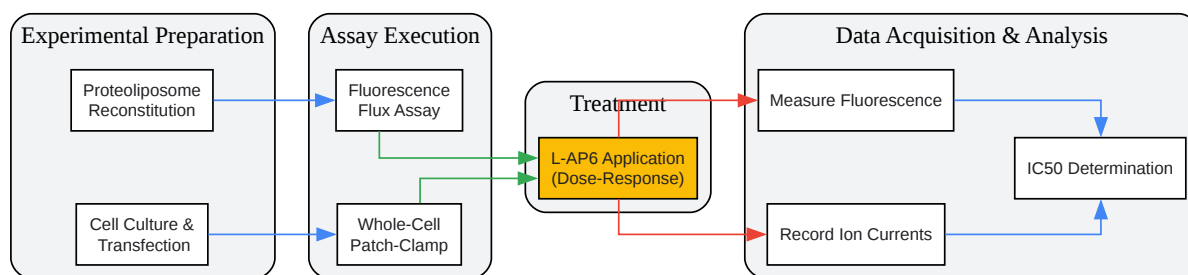 Experimental Preparation
Proteoliposome
Reconstitution
Cell Culture &
Transfection
Assay Execution
Fluorescence
Flux Assay
Whole-Cell
Patch-Clamp
Treatment
L-AP6 Application
(Dose-Response)
Data Acquisition & Analysis
Measure Fluorescence
Record Ion Currents
IC50 Determination